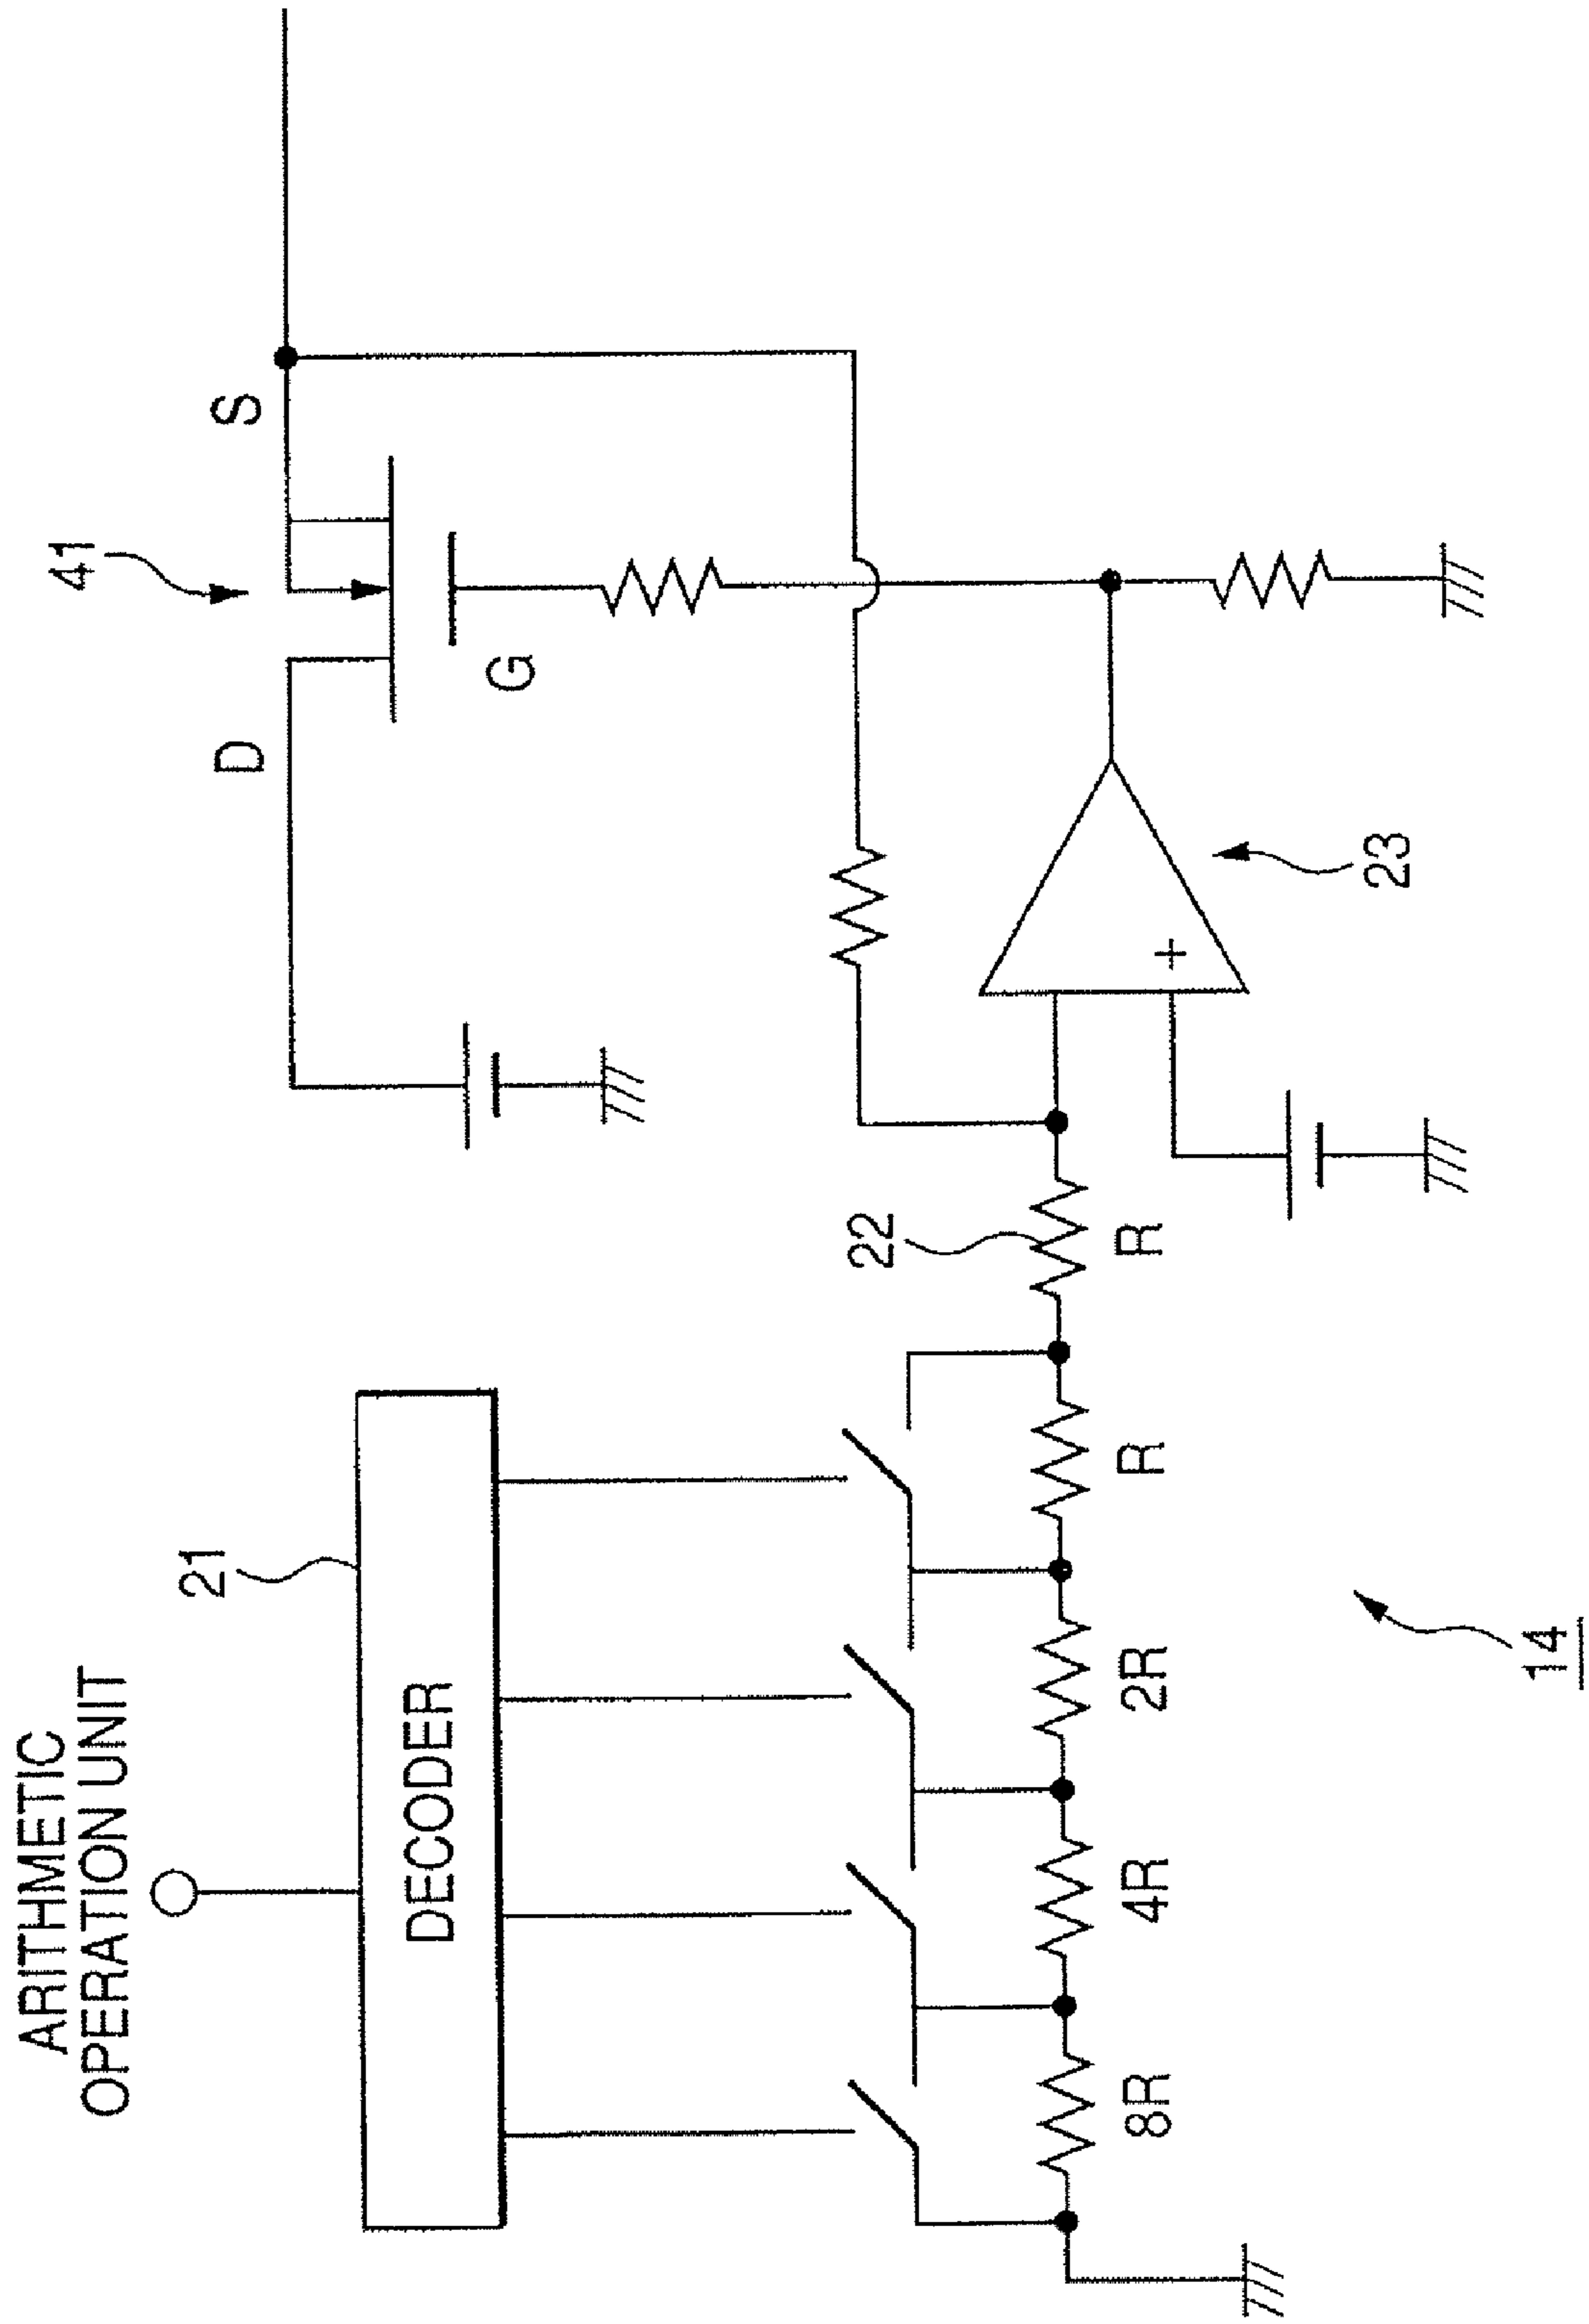 ARITHMETIC
OPERATION UNIT
21
DECODER
41
D
S
G
22
23
+
8R
4R
2R
R
R
14